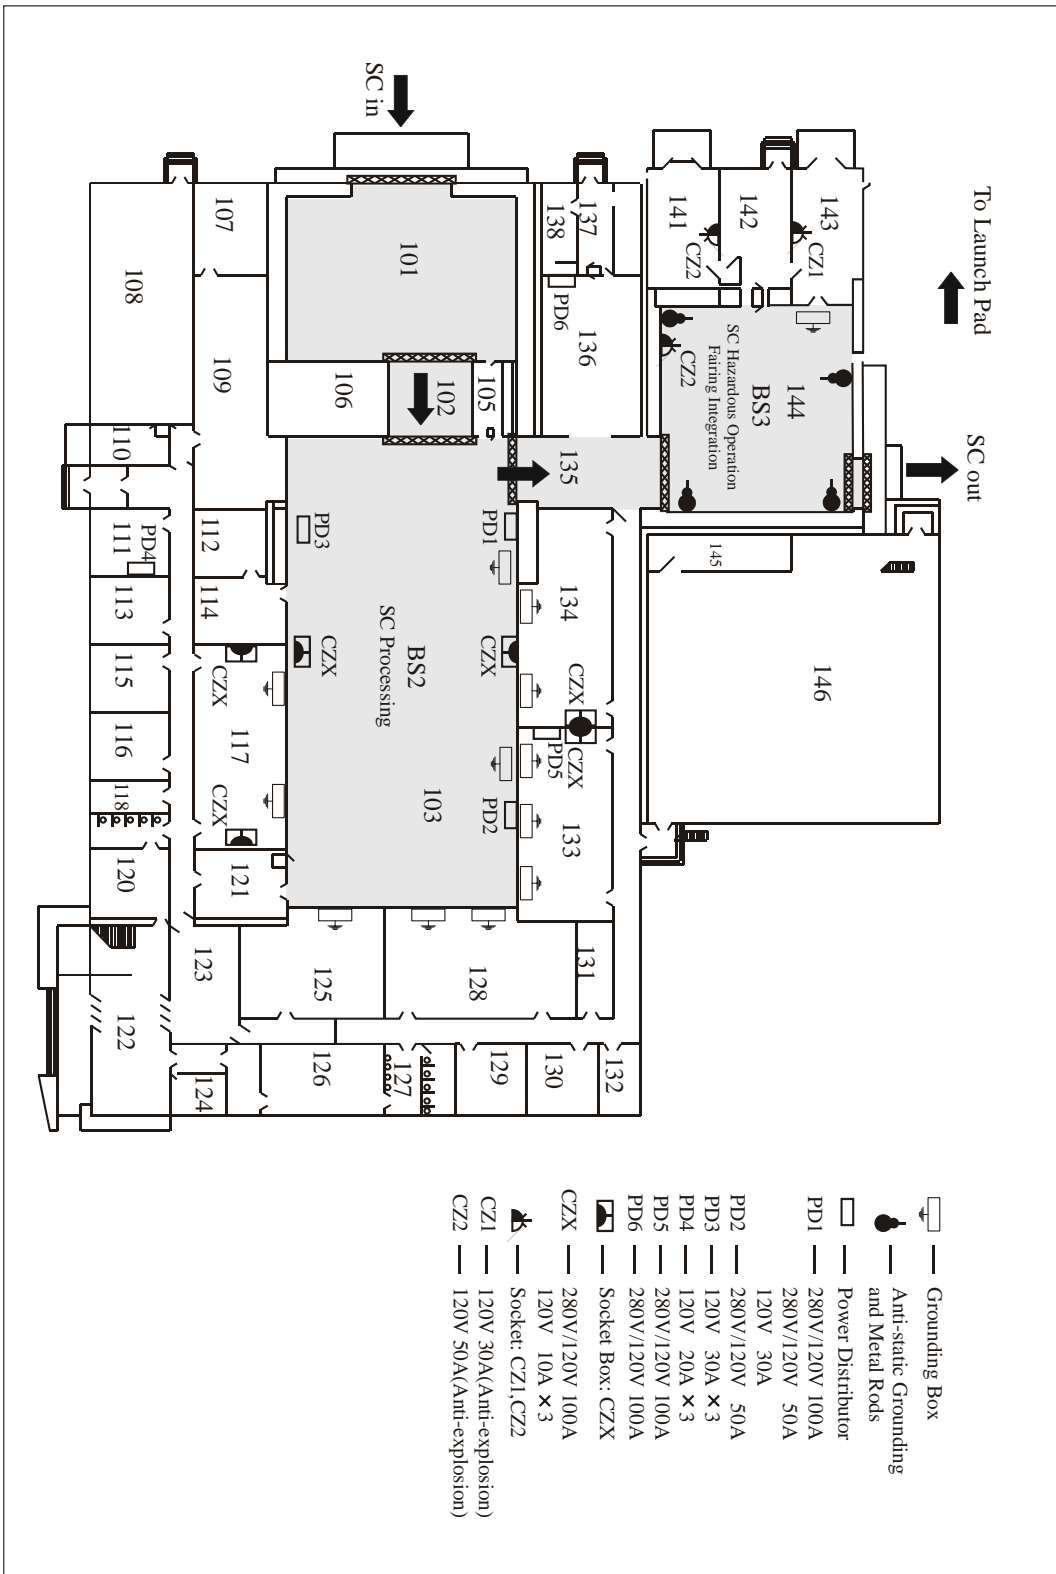 To Launch Pad
SC out
SC in
143
142
141
CZ1
CZ2
137
138
PD6
136
101
107
108
SC Hazardous Operation
Fairing Integration
BS3
144
CZ2
102
105
106
109
135
110
145
146
PD1
PD3
112
111
PD4
134
114
113
CZX
CZX
BS2
SC Processing
CZX
CZX
115
117
116
CZX
PD5
133
103
PD2
CZX
118
121
120
131
128
125
123
122
132
130
129
127
126
124
Grounding Box
Anti-static Grounding
and Metal Rods
Power Distributor
PD1 280V/120V 100A
280V/120V 50A
120V 30A
PD2 280V/120V 50A
PD3 120V 30A × 3
PD4 120V 20A × 3
PD5 280V/120V 100A
PD6 280V/120V 100A
Socket Box: CZX
CZX 280V/120V 100A
120V 10A × 3
Socket: CZ1,CZ2
CZ1 120V 30A(Anti-explosion)
CZ2 120V 50A(Anti-explosion)